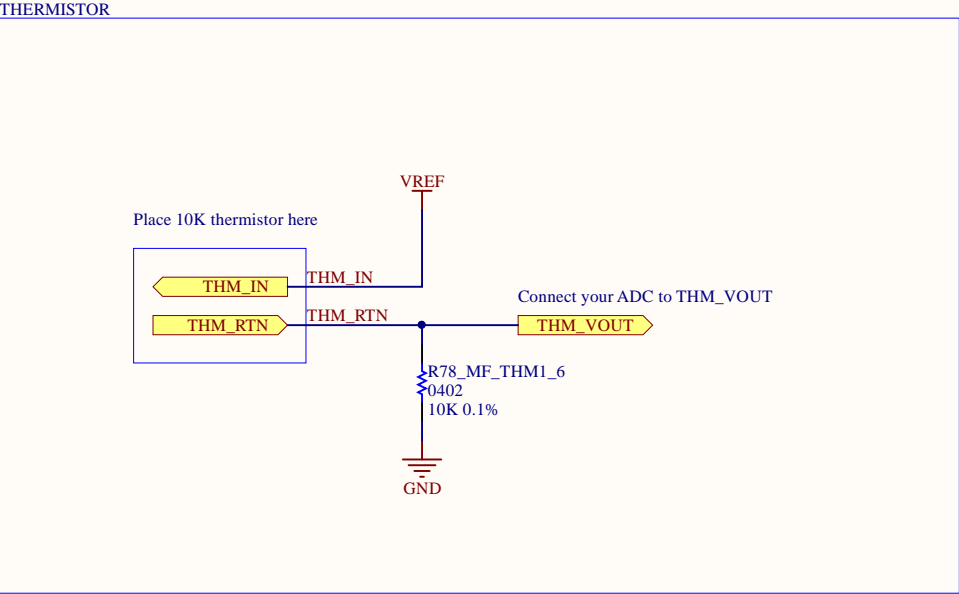 THERMISTOR
VREF
Place 10K thermistor here
THM_IN
THM_IN
Connect your ADC to THM_VOUT
THM_RTN
THM_RTN
THM_VOUT
R78_MF_THM1_6
0402
10K 0.1%
GND